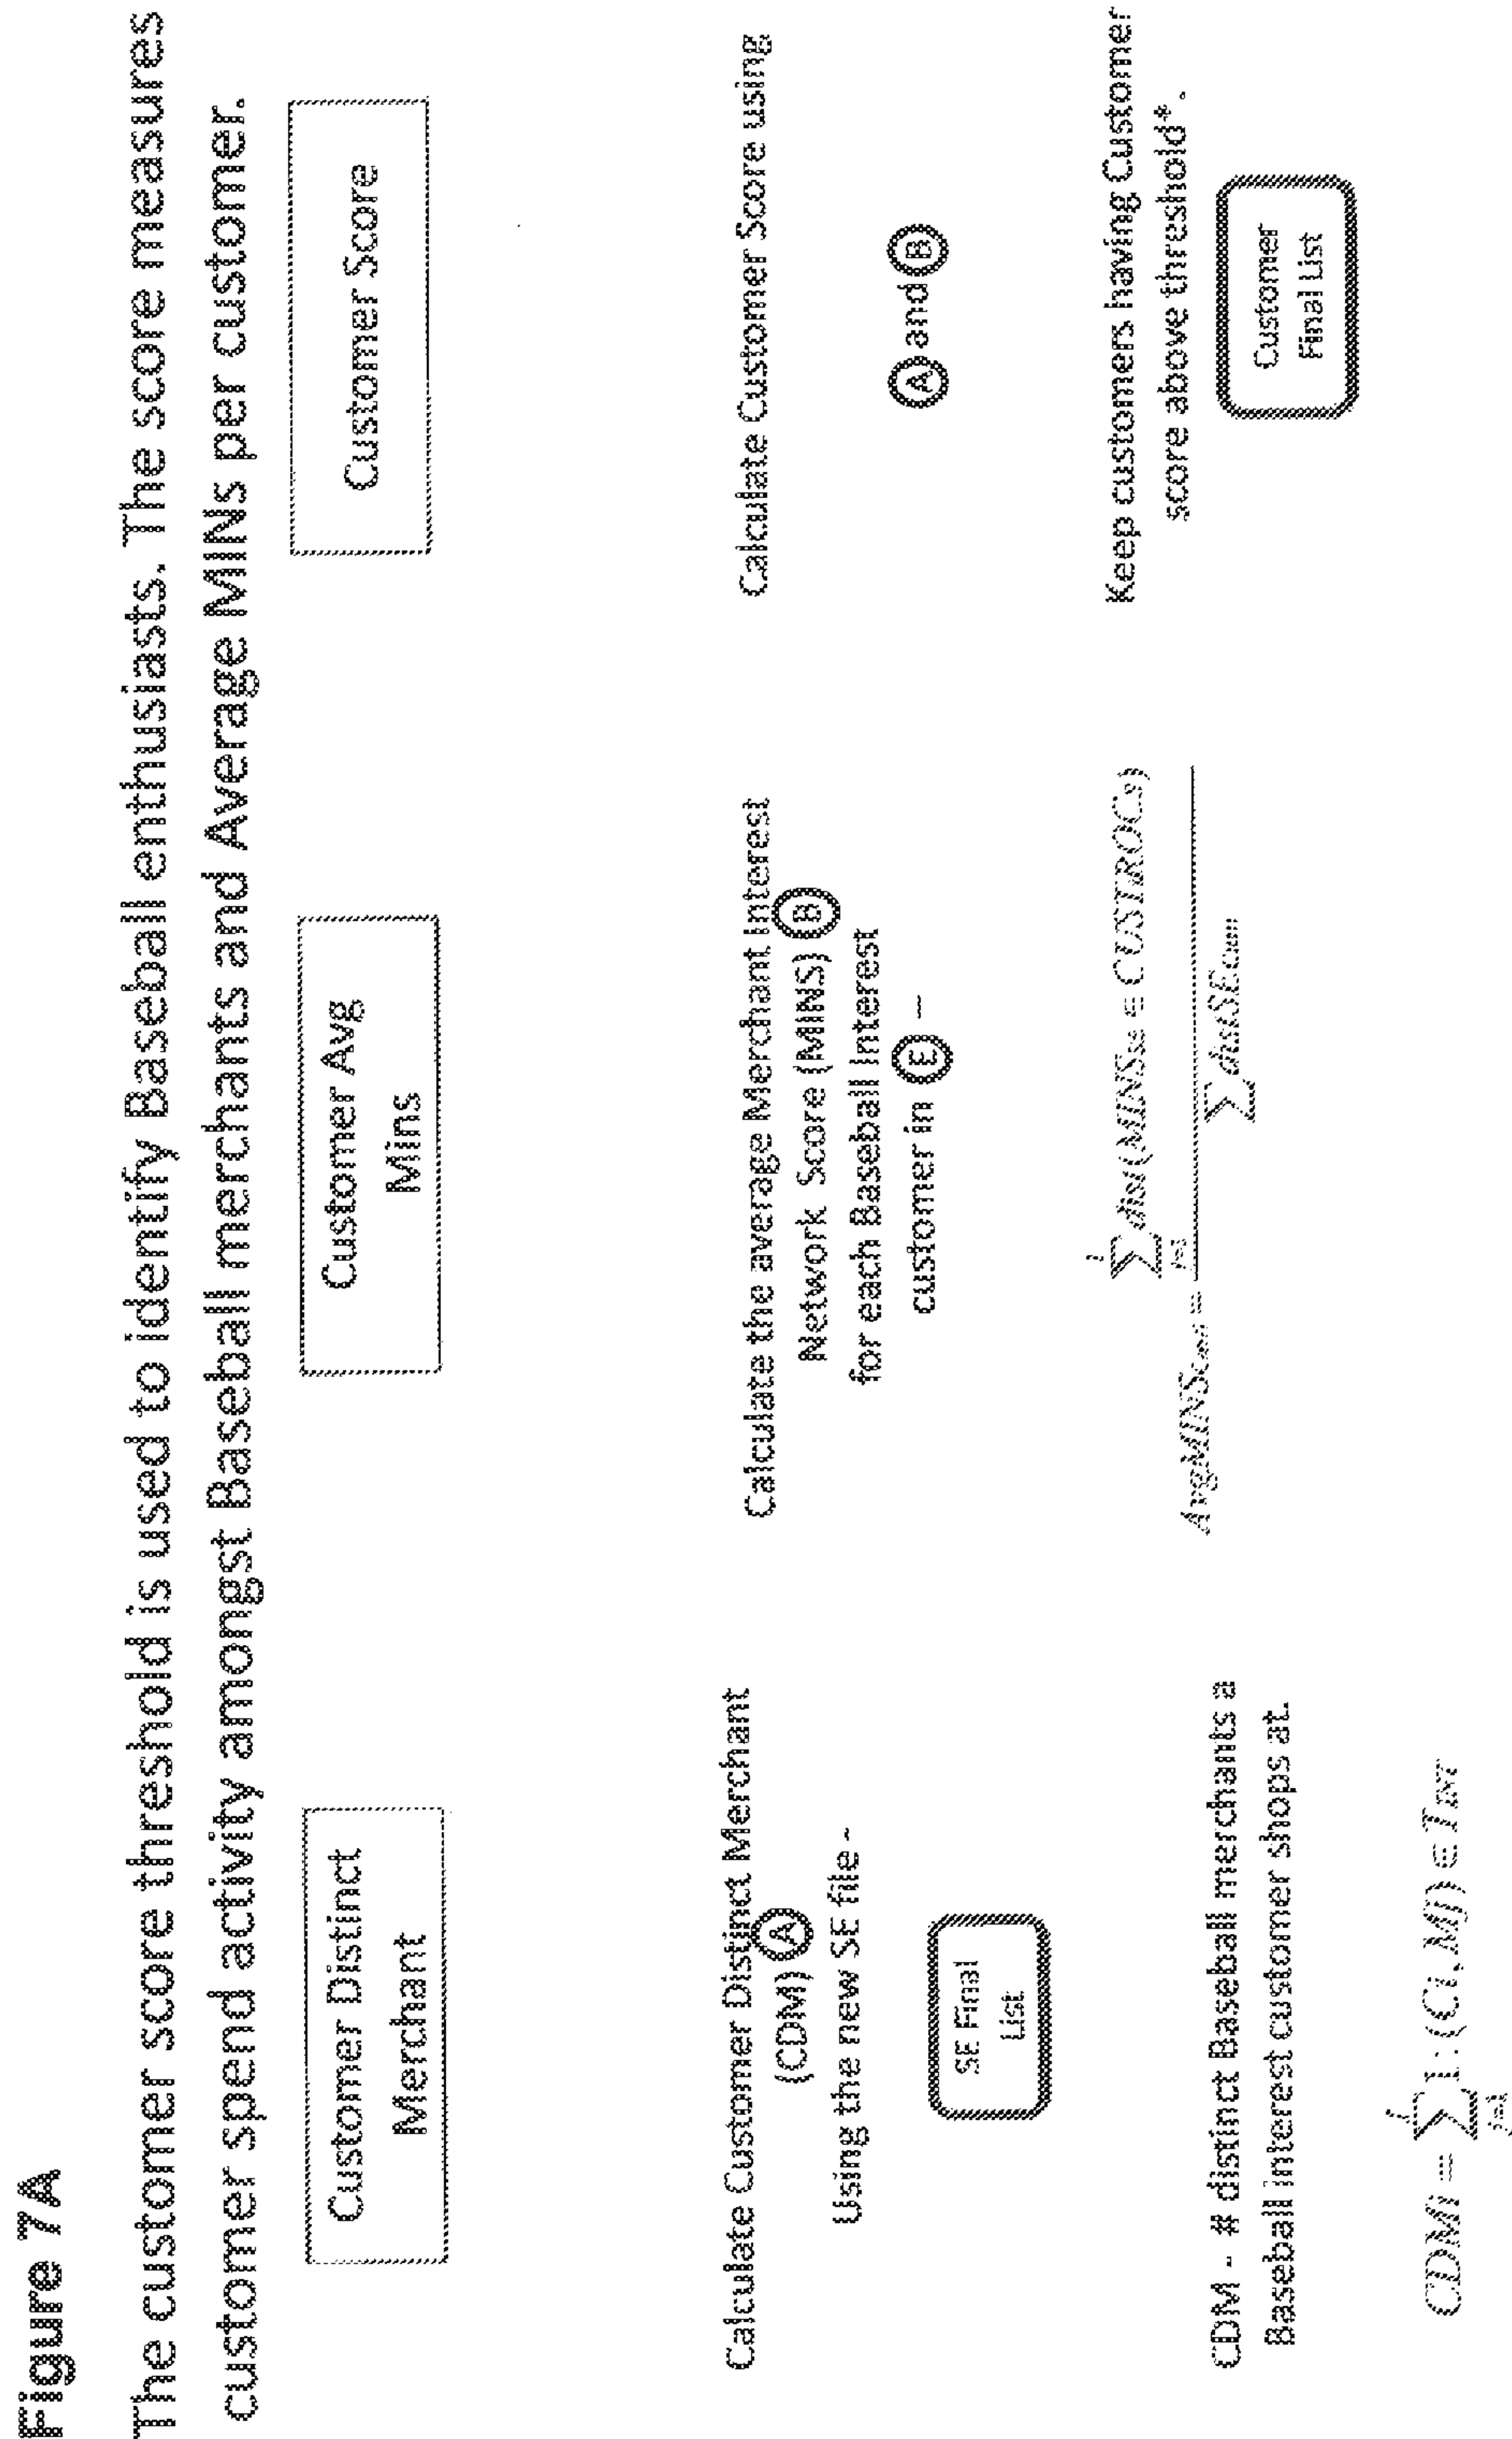 Figure 7A
The customer score threshold is used to identify Baseball enthusiasts. The score measures
customer spend activity amongst Baseball merchants and Average MINs per customer.
Customer Distinct
Merchant
Calculate Customer Distinct Merchant
(CDM) A
Using the new SE file -
SE Final
List
CDM - # distinct Baseball merchants a
Baseball interest customer shops at.
Customer Avg
Mins
Calculate the average Merchant Interest
Network Score (MINS) B
for each Baseball Interest
customer in E -
Customer Score
Calculate Customer Score using
A and B
Keep customers having Customer
score above threshold*.
Customer
Final List